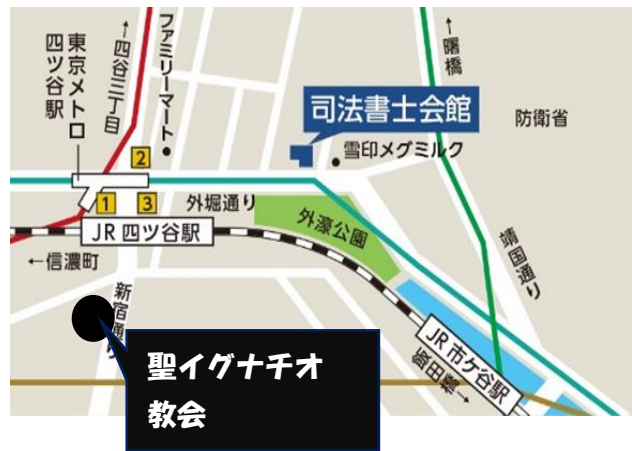 東京メトロ
四ツ谷駅
←四谷三丁目
ファミリーマート
2
1
3
外堀通り
JR 四ツ谷駅
←信濃町
新宿通り
聖イグナチオ
教会
司法書士会館
雪印メグミルク
外濠公園
←曙橋
防衛省
靖国通り
JR 市ケ谷駅
飯田橋→